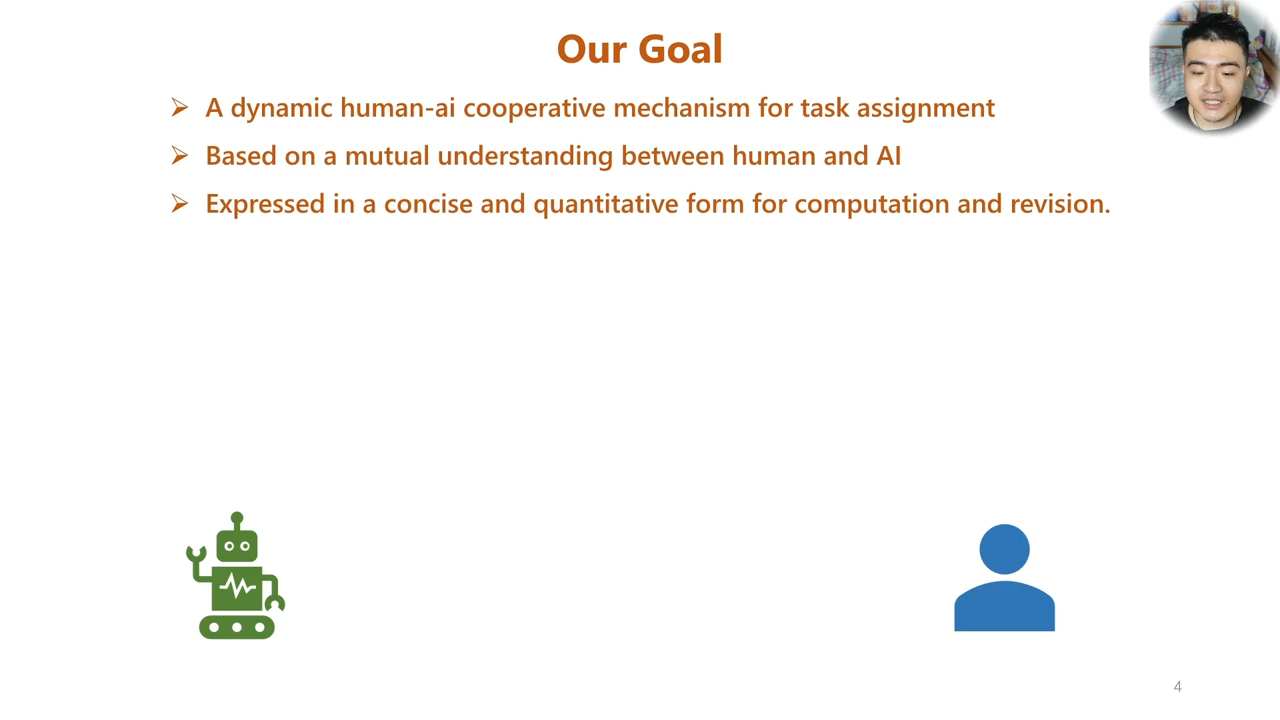 Our Goal
A dynamic human-ai cooperative mechanism for task assignment
Based on a mutual understanding between human and AI
Expressed in a concise and quantitative form for computation and revision.
4